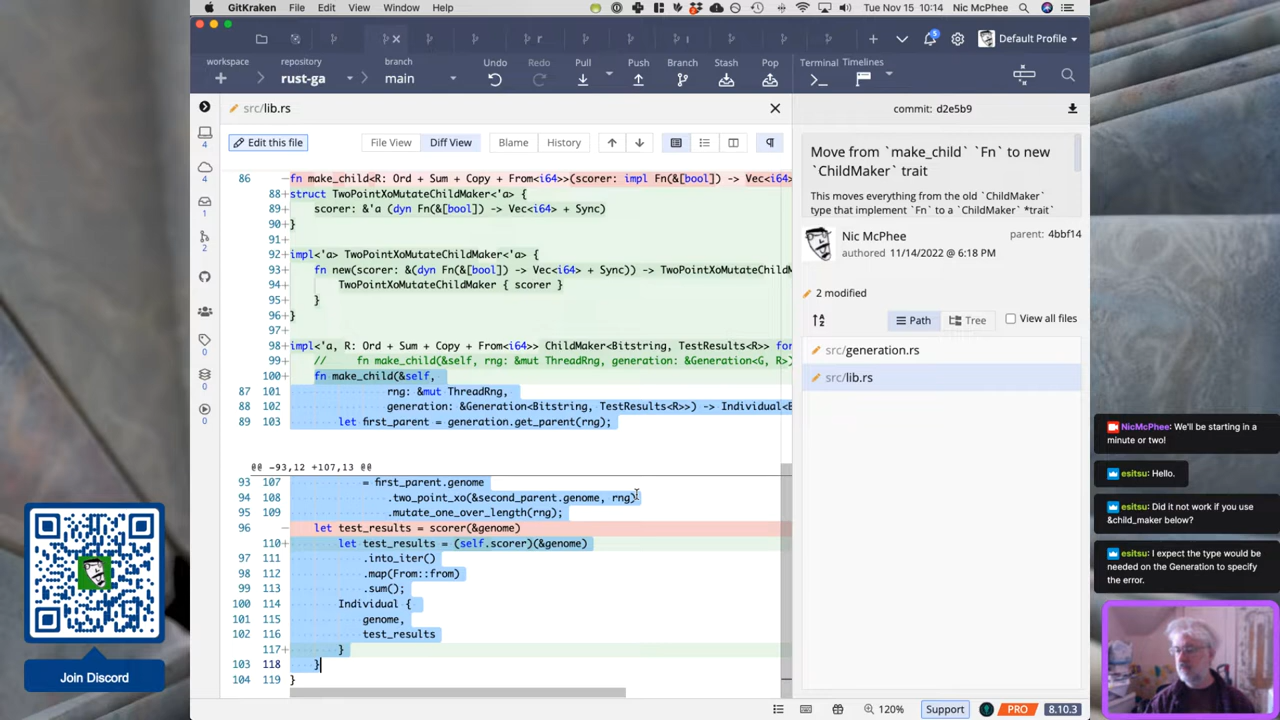 GitKraken File Edit View Window Help Tue Nov 15 10:14 Nic McPhee
r
5
Default Profile
workspace
+
repository
rust-ga
branch
main
Undo
Redo
Pull
Push
Branch
Stash
Pop
Terminal
Timelines
src/lib.rs
commit: d2e5b9
Edit this file
File View
Diff View
Blame
History
4
4
1
2
0
0
0
86 −fn make_child<R: Ord + Sum + Copy + From<i64>>(scorer: impl Fn(&[bool]) -> Vec<i64>
88+ struct TwoPointXoMutateChildMaker<'a> {
89+ scorer: &'a (dyn Fn(&[bool]) -> Vec<i64> + Sync)
90+ }
91+
92+ impl<'a> TwoPointXoMutateChildMaker<'a> {
93+ fn new(scorer: &(dyn Fn(&[bool]) -> Vec<i64> + Sync)) -> TwoPointXoMutateChildM
94+ TwoPointXoMutateChildMaker { scorer }
95+ }
96+ }
97+
98+ impl<'a, R: Ord + Sum + Copy + From<i64>> ChildMaker<Bitstring, TestResults<R>> for
99+ // fn make_child(&self, rng: &mut ThreadRng, generation: &Generation<G, R>)
100+ fn make_child(&self,
87 101 rng: &mut ThreadRng,
88 102 generation: &Generation<Bitstring, TestResults<R>>) -> Individual<B
89 103 let first_parent = generation.get_parent(rng);
@@ -93,12 +107,13 @@
93 107 = first_parent.genome
94 108 .two_point_xo(&second_parent.genome, rng)
95 109 .mutate_one_over_length(rng);
96 − let test_results = scorer(&genome)
110+ let test_results = (self.scorer)(&genome)
97 111 .into_iter()
98 112 .map(From::from)
99 113 .sum();
100 114 Individual {
101 115 genome,
102 116 test_results
117+ }
103 118 }
104 119 }
Move from `make_child` `Fn` to new
`ChildMaker` trait
This moves everything from the old `ChildMaker`
type that implement `Fn` to a `ChildMaker` *trait*
Nic McPhee
authored 11/14/2022 @ 6:18 PM
parent: 4bbf14
2 modified
Path
Tree
View all files
src/generation.rs
src/lib.rs
120%
Support
PRO
8.10.3
Join Discord
NicMcPhee: We'll be starting in a
minute or two!
esitsu: Hello.
esitsu: Did it not work if you use
&child_maker below?
esitsu: I expect the type would be
needed on the Generation to specify
the error.